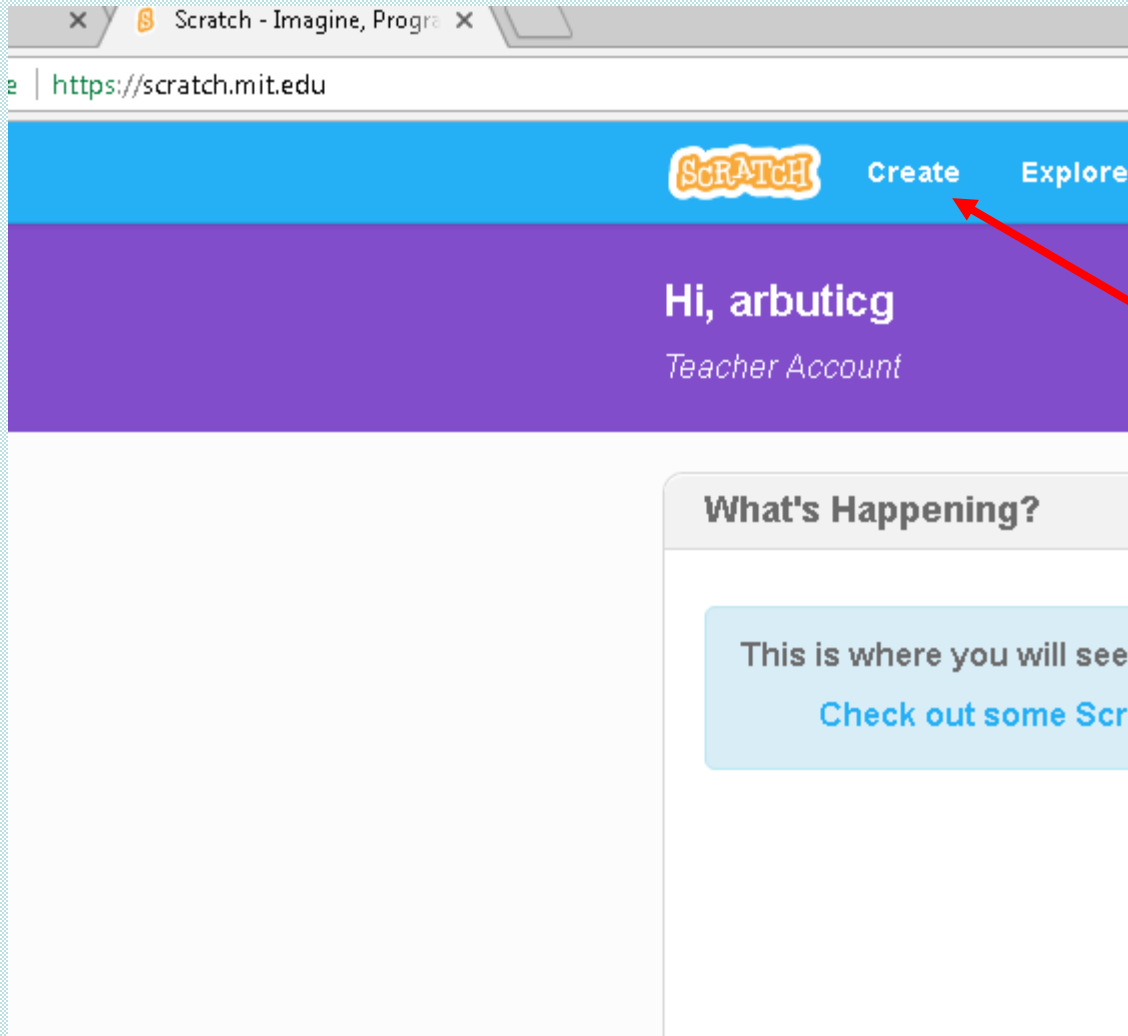 Scratch - Imagine, Progra
https://scratch.mit.edu
SCRATCH Create Explore
Hi, arbuticg
Teacher Account
What's Happening?
This is where you will see
Check out some Scr